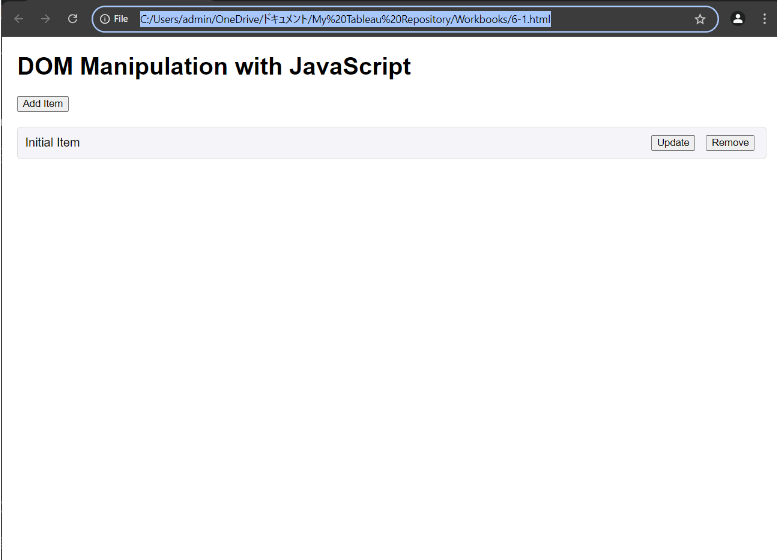 File C:/Users/admin/OneDrive/ドキュメント/My%20Tableau%20Repository/Workbooks/6-1.html
DOM Manipulation with JavaScript
Add Item
Initial Item Update Remove